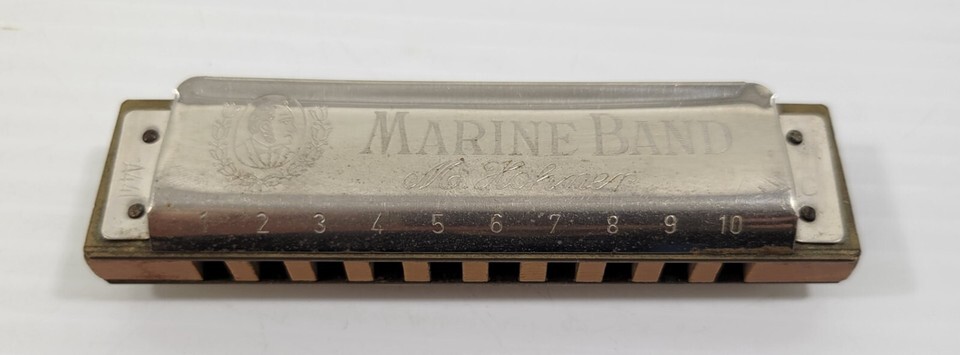 MARINE BAND
M. Hohner
1 2 3 4 5 6 7 8 9 10
C